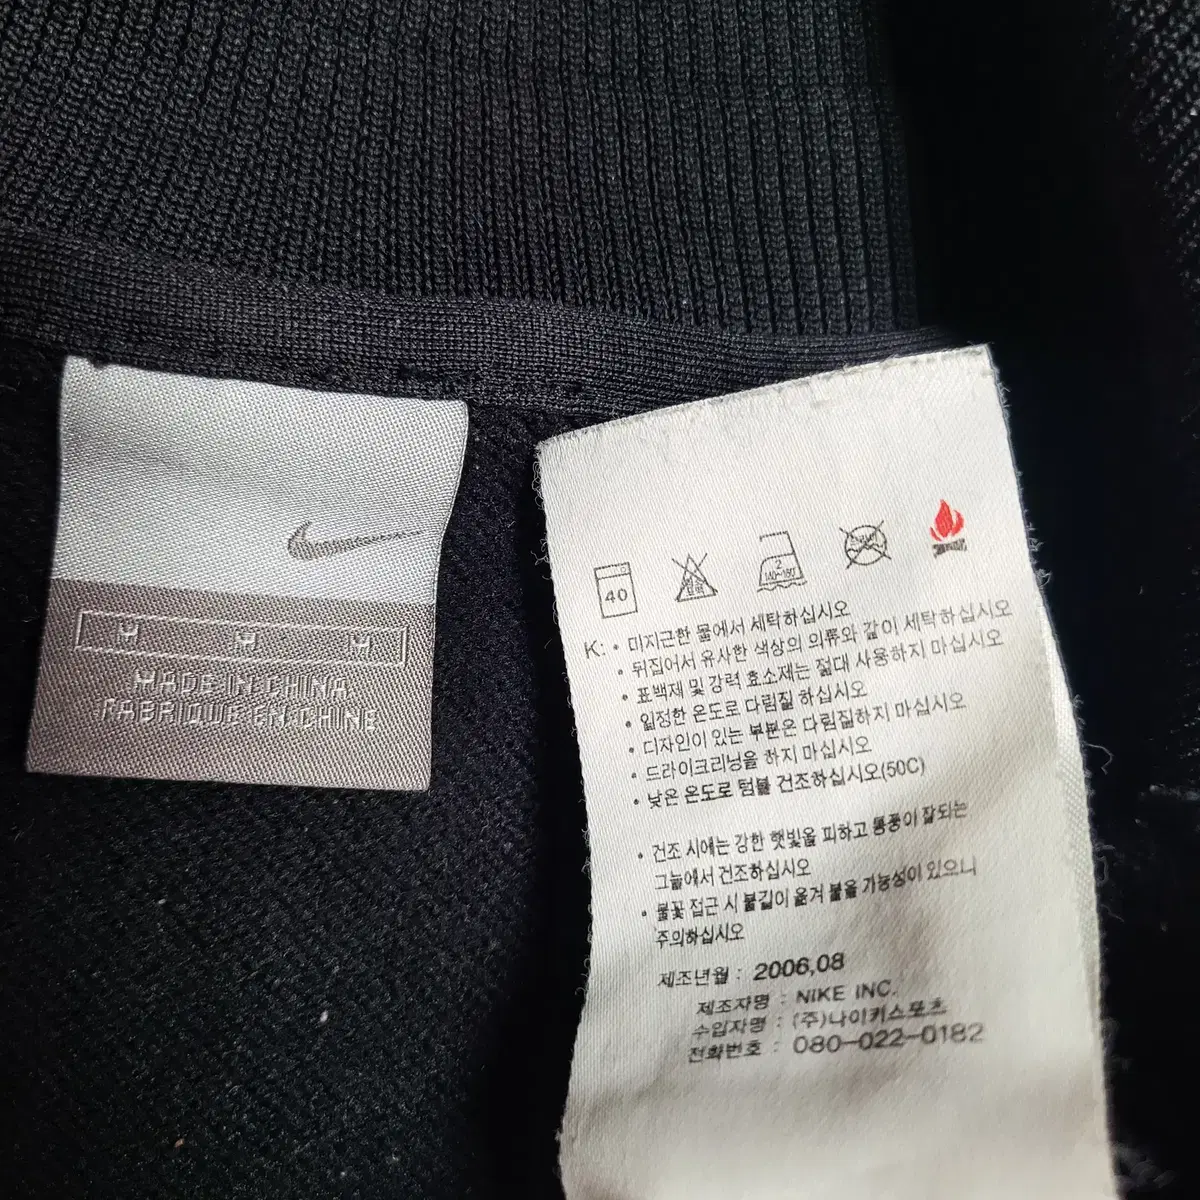 M M M
MADE IN CHINA
FABRIQUE EN CHINE
40
2
140~160
K: • 미지근한 물에서 세탁하십시오
• 뒤집어서 유사한 색상의 의류와 같이 세탁하십시오
• 표백제 및 강력 효소제는 절대 사용하지 마십시오
• 일정한 온도로 다림질 하십시오
• 디자인이 있는 부분은 다림질하지 마십시오
• 드라이크리닝을 하지 마십시오
• 낮은 온도로 텀블 건조하십시오(50C)
• 건조 시에는 강한 햇빛을 피하고 통풍이 잘되는
그늘에서 건조하십시오
• 불꽃 접근 시 불길이 옮겨 붙을 가능성이 있으니
주의하십시오
제조년월 : 2006,08
제조자명 : NIKE INC.
수입자명 : (주)나이키스포츠
전화번호 : 080-022-0182